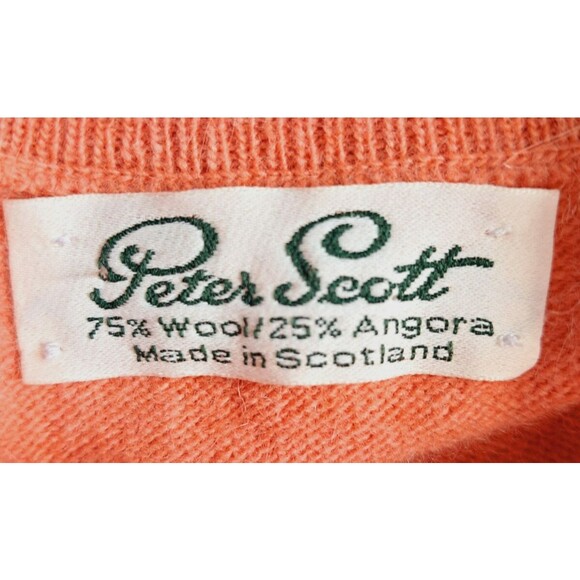 Peter Scott
75% Wool/25% Angora
Made in Scotland